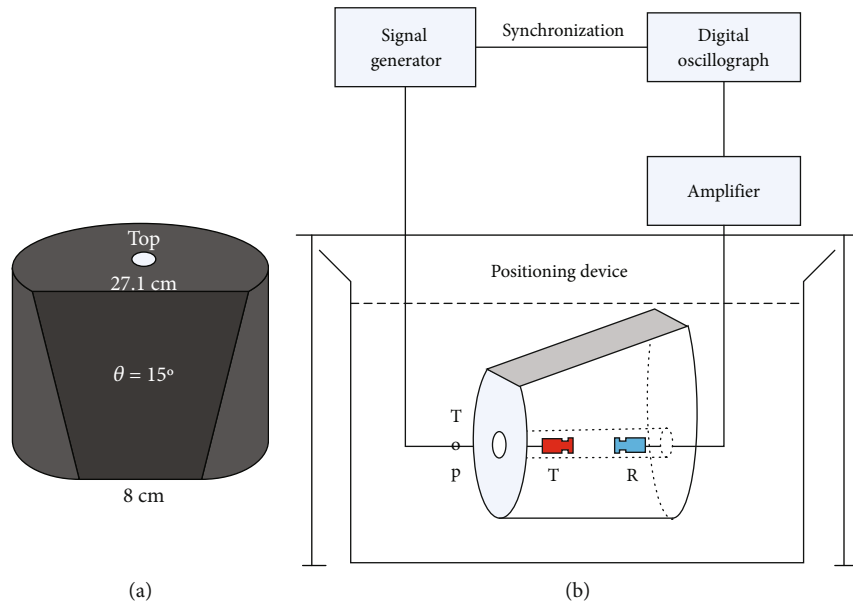 Top
27.1 cm
θ = 15º
8 cm
(a)
Signal
generator
Synchronization
Digital
oscillograph
Amplifier
Positioning device
T
o
p
T
R
(b)